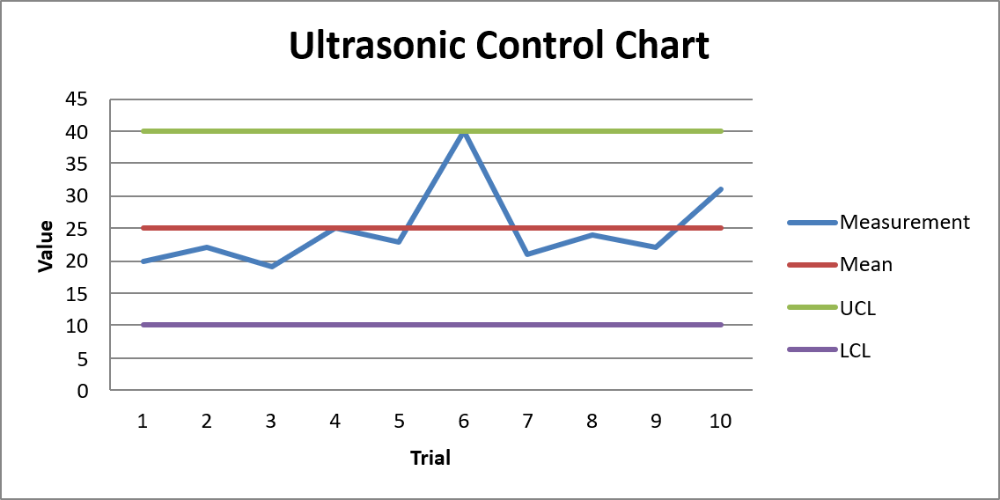 Ultrasonic Control Chart
45
40
35
30
25
20
15
10
5
0
Value
1 2 3 4 5 6 7 8 9 10
Trial
Measurement
Mean
UCL
LCL